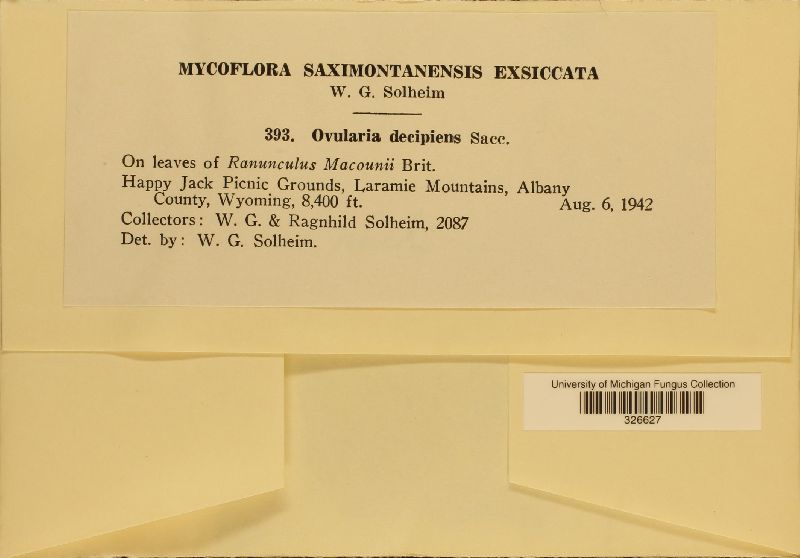 MYCOFLORA SAXIMONTANENSIS EXSICCATA
W. G. Solheim
393. Ovularia decipiens Sacc.
On leaves of Ranunculus Macounii Brit.
Happy Jack Picnic Grounds, Laramie Mountains, Albany
County, Wyoming, 8,400 ft. Aug. 6, 1942
Collectors: W. G. & Ragnhild Solheim, 2087
Det. by: W. G. Solheim.
University of Michigan Fungus Collection
326627